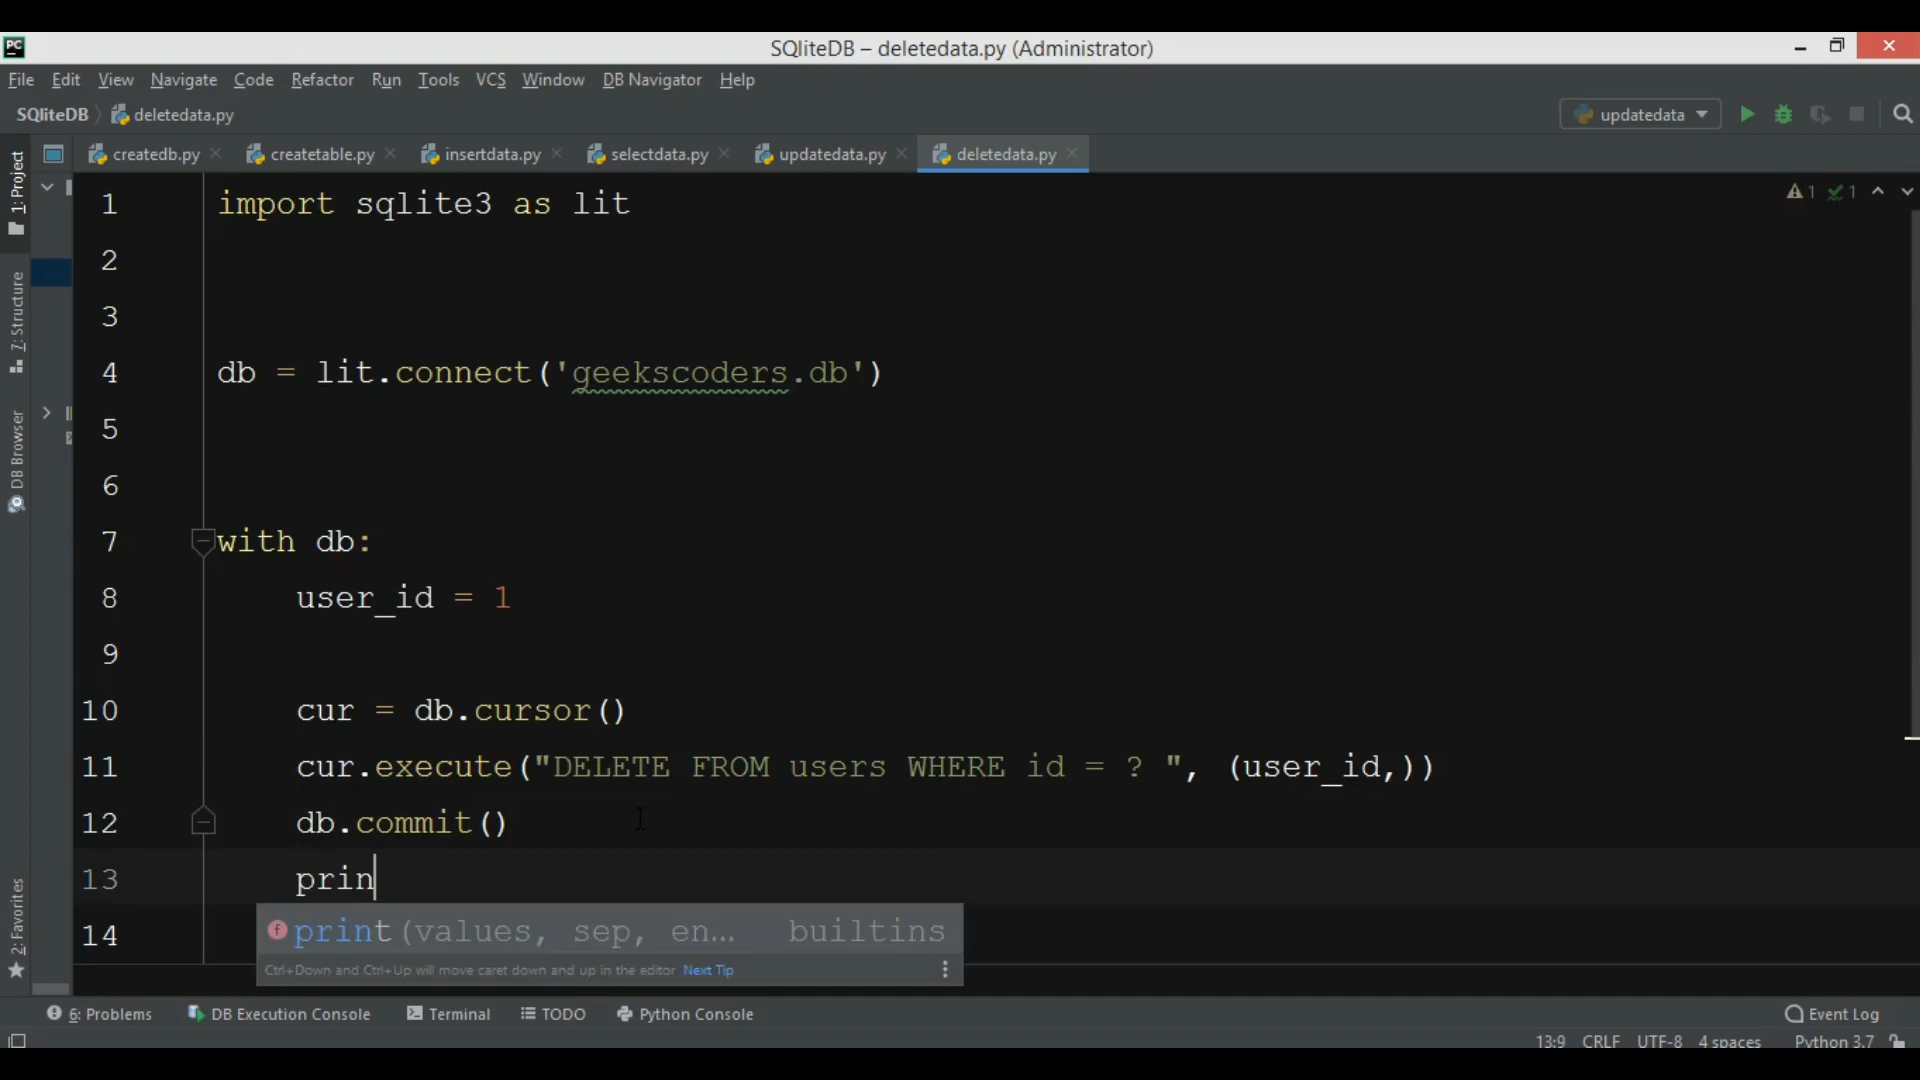 PC SQliteDB – deletedata.py (Administrator)
File Edit View Navigate Code Refactor Run Tools VCS Window DB Navigator Help
SQliteDB deletedata.py updatedata
createdb.py createtable.py insertdata.py selectdata.py updatedata.py deletedata.py
1: Project
7: Structure
DB Browser
2: Favorites
1 1
1 import sqlite3 as lit
2
3
4 db = lit.connect('geekscoders.db')
5
6
7 with db:
8 user_id = 1
9
10 cur = db.cursor()
11 cur.execute("DELETE FROM users WHERE id = ? ", (user_id,))
12 db.commit()
13 prin
14
f print(values, sep, en... builtins
Ctrl+Down and Ctrl+Up will move caret down and up in the editor Next Tip
6: Problems DB Execution Console Terminal TODO Python Console Event Log
13:9 CRLF UTF-8 4 spaces Python 3.7